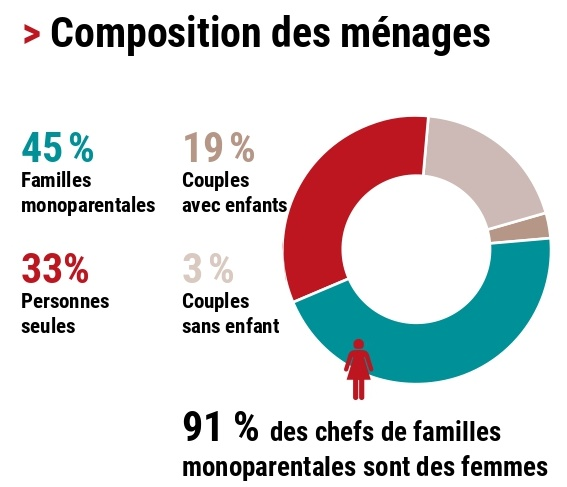 > Composition des ménages
45 %
Familles
monoparentales
19 %
Couples
avec enfants
33%
Personnes
seules
3 %
Couples
sans enfant
91 % des chefs de familles
monoparentales sont des femmes